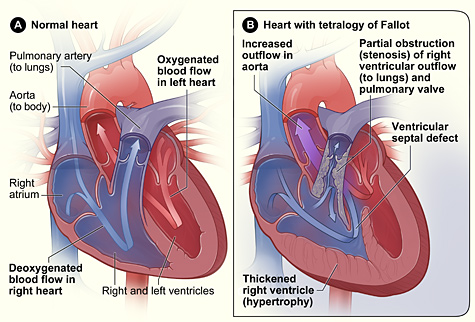 A Normal heart
Pulmonary artery
(to lungs)
Aorta
(to body)
Right
atrium
Deoxygenated
blood flow in
right heart
Right and left ventricles
Oxygenated
blood flow
in left heart
B Heart with tetralogy of Fallot
Increased
outflow in
aorta
Partial obstruction
(stenosis) of right
ventricular outflow
(to lungs) and
pulmonary valve
Ventricular
septal defect
Thickened
right ventricle
(hypertrophy)